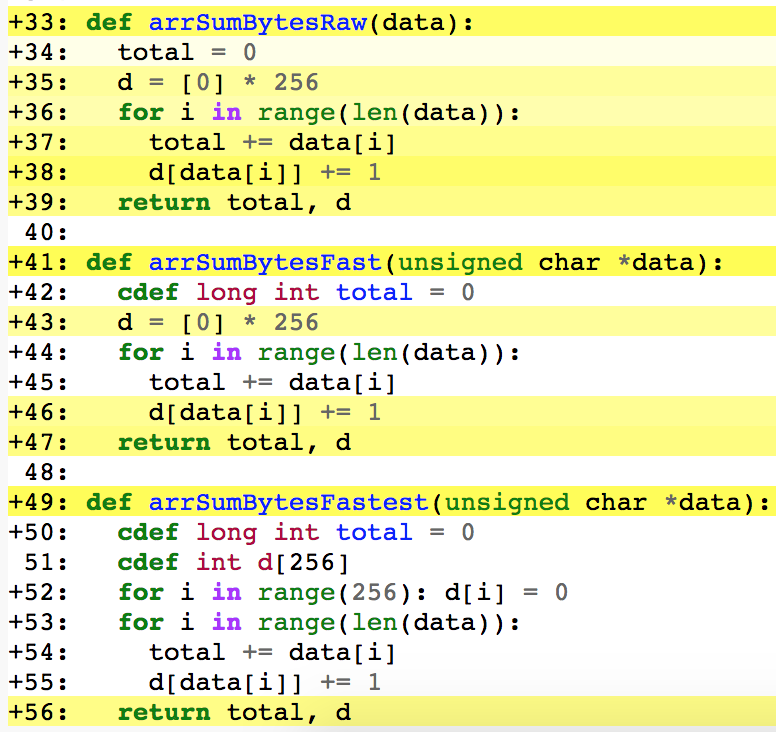 +33: def arrSumBytesRaw(data):
+34:   total = 0
+35:   d = [0] * 256
+36:   for i in range(len(data)):
+37:     total += data[i]
+38:     d[data[i]] += 1
+39:   return total, d
 40:
+41: def arrSumBytesFast(unsigned char *data):
+42:   cdef long int total = 0
+43:   d = [0] * 256
+44:   for i in range(len(data)):
+45:     total += data[i]
+46:     d[data[i]] += 1
+47:   return total, d
 48:
+49: def arrSumBytesFastest(unsigned char *data):
+50:   cdef long int total = 0
 51:   cdef int d[256]
+52:   for i in range(256): d[i] = 0
+53:   for i in range(len(data)):
+54:     total += data[i]
+55:     d[data[i]] += 1
+56:   return total, d